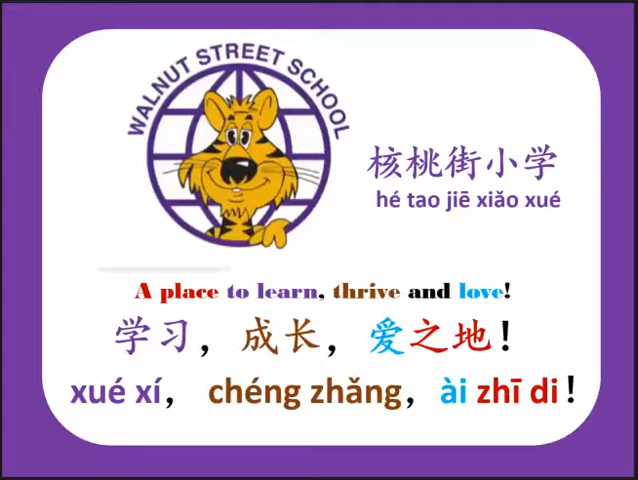 WALNUT STREET SCHOOL
核桃街小学
hé tao jiē xiǎo xué
A place to learn, thrive and love!
学习，成长，爱之地！
xué xí， chéng zhǎng，ài zhī di！